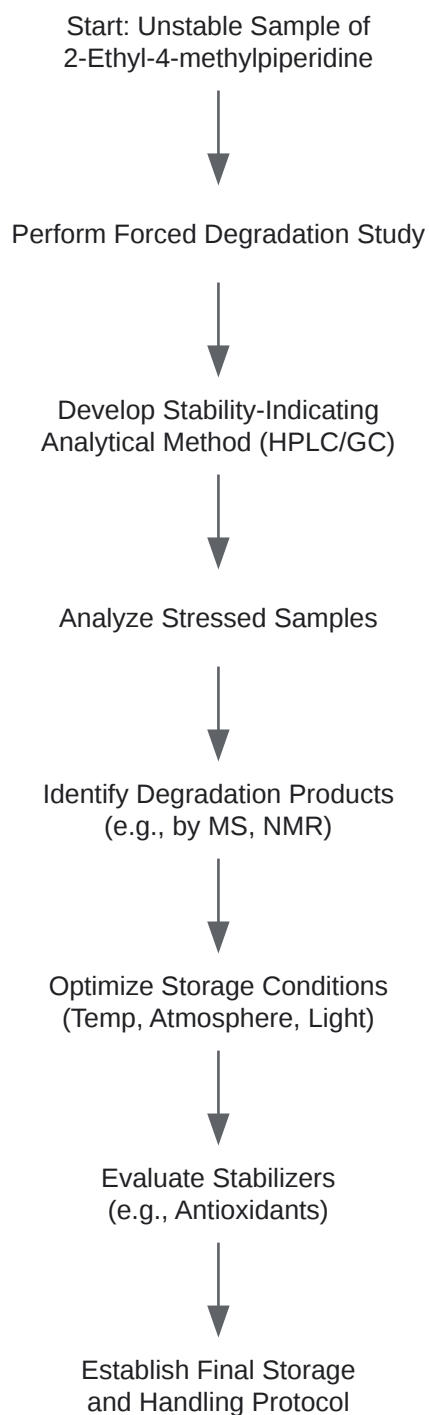 Start: Unstable Sample of
2-Ethyl-4-methylpiperidine
Perform Forced Degradation Study
Develop Stability-Indicating
Analytical Method (HPLC/GC)
Analyze Stressed Samples
Identify Degradation Products
(e.g., by MS, NMR)
Optimize Storage Conditions
(Temp, Atmosphere, Light)
Evaluate Stabilizers
(e.g., Antioxidants)
Establish Final Storage
and Handling Protocol